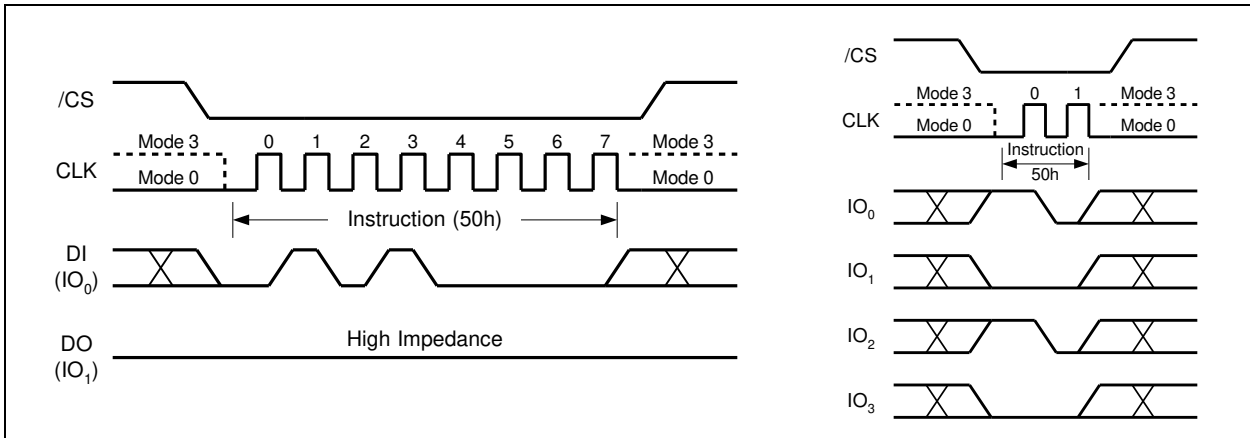 /CS
Mode 3 0 1 2 3 4 5 6 7 Mode 3
CLK
Mode 0 Mode 0
Instruction (50h)
DI
(IO0)
High Impedance
DO
(IO1)
/CS
Mode 3 0 1 Mode 3
CLK
Mode 0 Mode 0
Instruction
50h
IO0
IO1
IO2
IO3